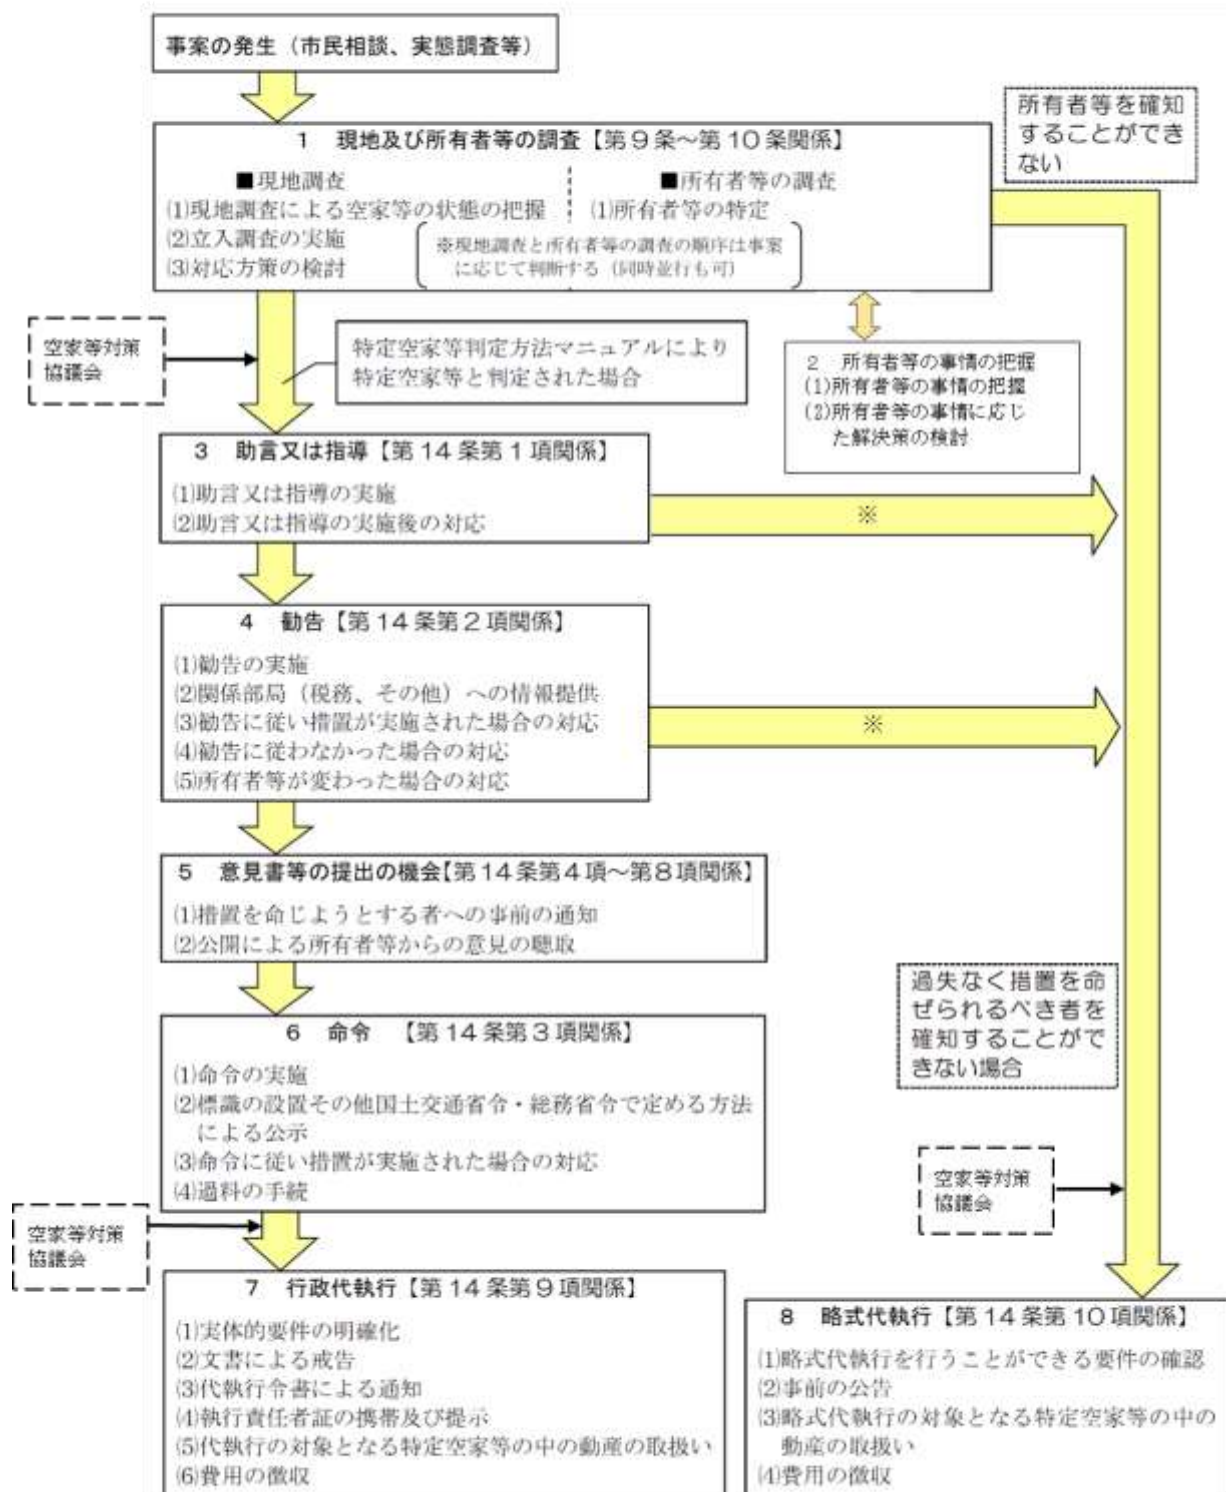 事案の発生（市民相談、実態調査等）
所有者等を確知
することができ
ない
1　現地及び所有者等の調査【第９条～第１０条関係】
■現地調査
⑴現地調査による空家等の状態の把握
⑵立入調査の実施
⑶対応方策の検討
■所有者等の調査
⑴所有者等の特定
※現地調査と所有者等の調査の順序は事案
に応じて判断する（同時並行も可）
空家等対策
協議会
特定空家等判定方法マニュアルにより
特定空家等と判定された場合
2　所有者等の事情の把握
(1)所有者等の事情の把握
(2)所有者等の事情に応じ
た解決策の検討
3　助言又は指導【第１４条第１項関係】
⑴助言又は指導の実施
⑵助言又は指導の実施後の対応
※
4　勧告【第１４条第２項関係】
⑴勧告の実施
⑵関係部局（税務、その他）への情報提供
⑶勧告に従い措置が実施された場合の対応
⑷勧告に従わなかった場合の対応
⑸所有者等が変わった場合の対応
※
5　意見書等の提出の機会【第１４条第４項～第８項関係】
⑴措置を命じようとする者への事前の通知
⑵公開による所有者等からの意見の聴取
過失なく措置を命
ぜられるべき者を
確知することがで
きない場合
6　命令　【第１４条第３項関係】
⑴命令の実施
⑵標識の設置その他国土交通省令・総務省令で定める方法
による公示
⑶命令に従い措置が実施された場合の対応
⑷過料の手続
空家等対策
協議会
空家等対策
協議会
7　行政代執行【第１４条第９項関係】
⑴実体的要件の明確化
⑵文書による戒告
⑶代執行令書による通知
⑷執行責任者証の携帯及び提示
⑸代執行の対象となる特定空家等の中の動産の取扱い
⑹費用の徴収
8　略式代執行【第１４条第１０項関係】
⑴略式代執行を行うことができる要件の確認
⑵事前の公告
⑶略式代執行の対象となる特定空家等の中の
動産の取扱い
⑷費用の徴収